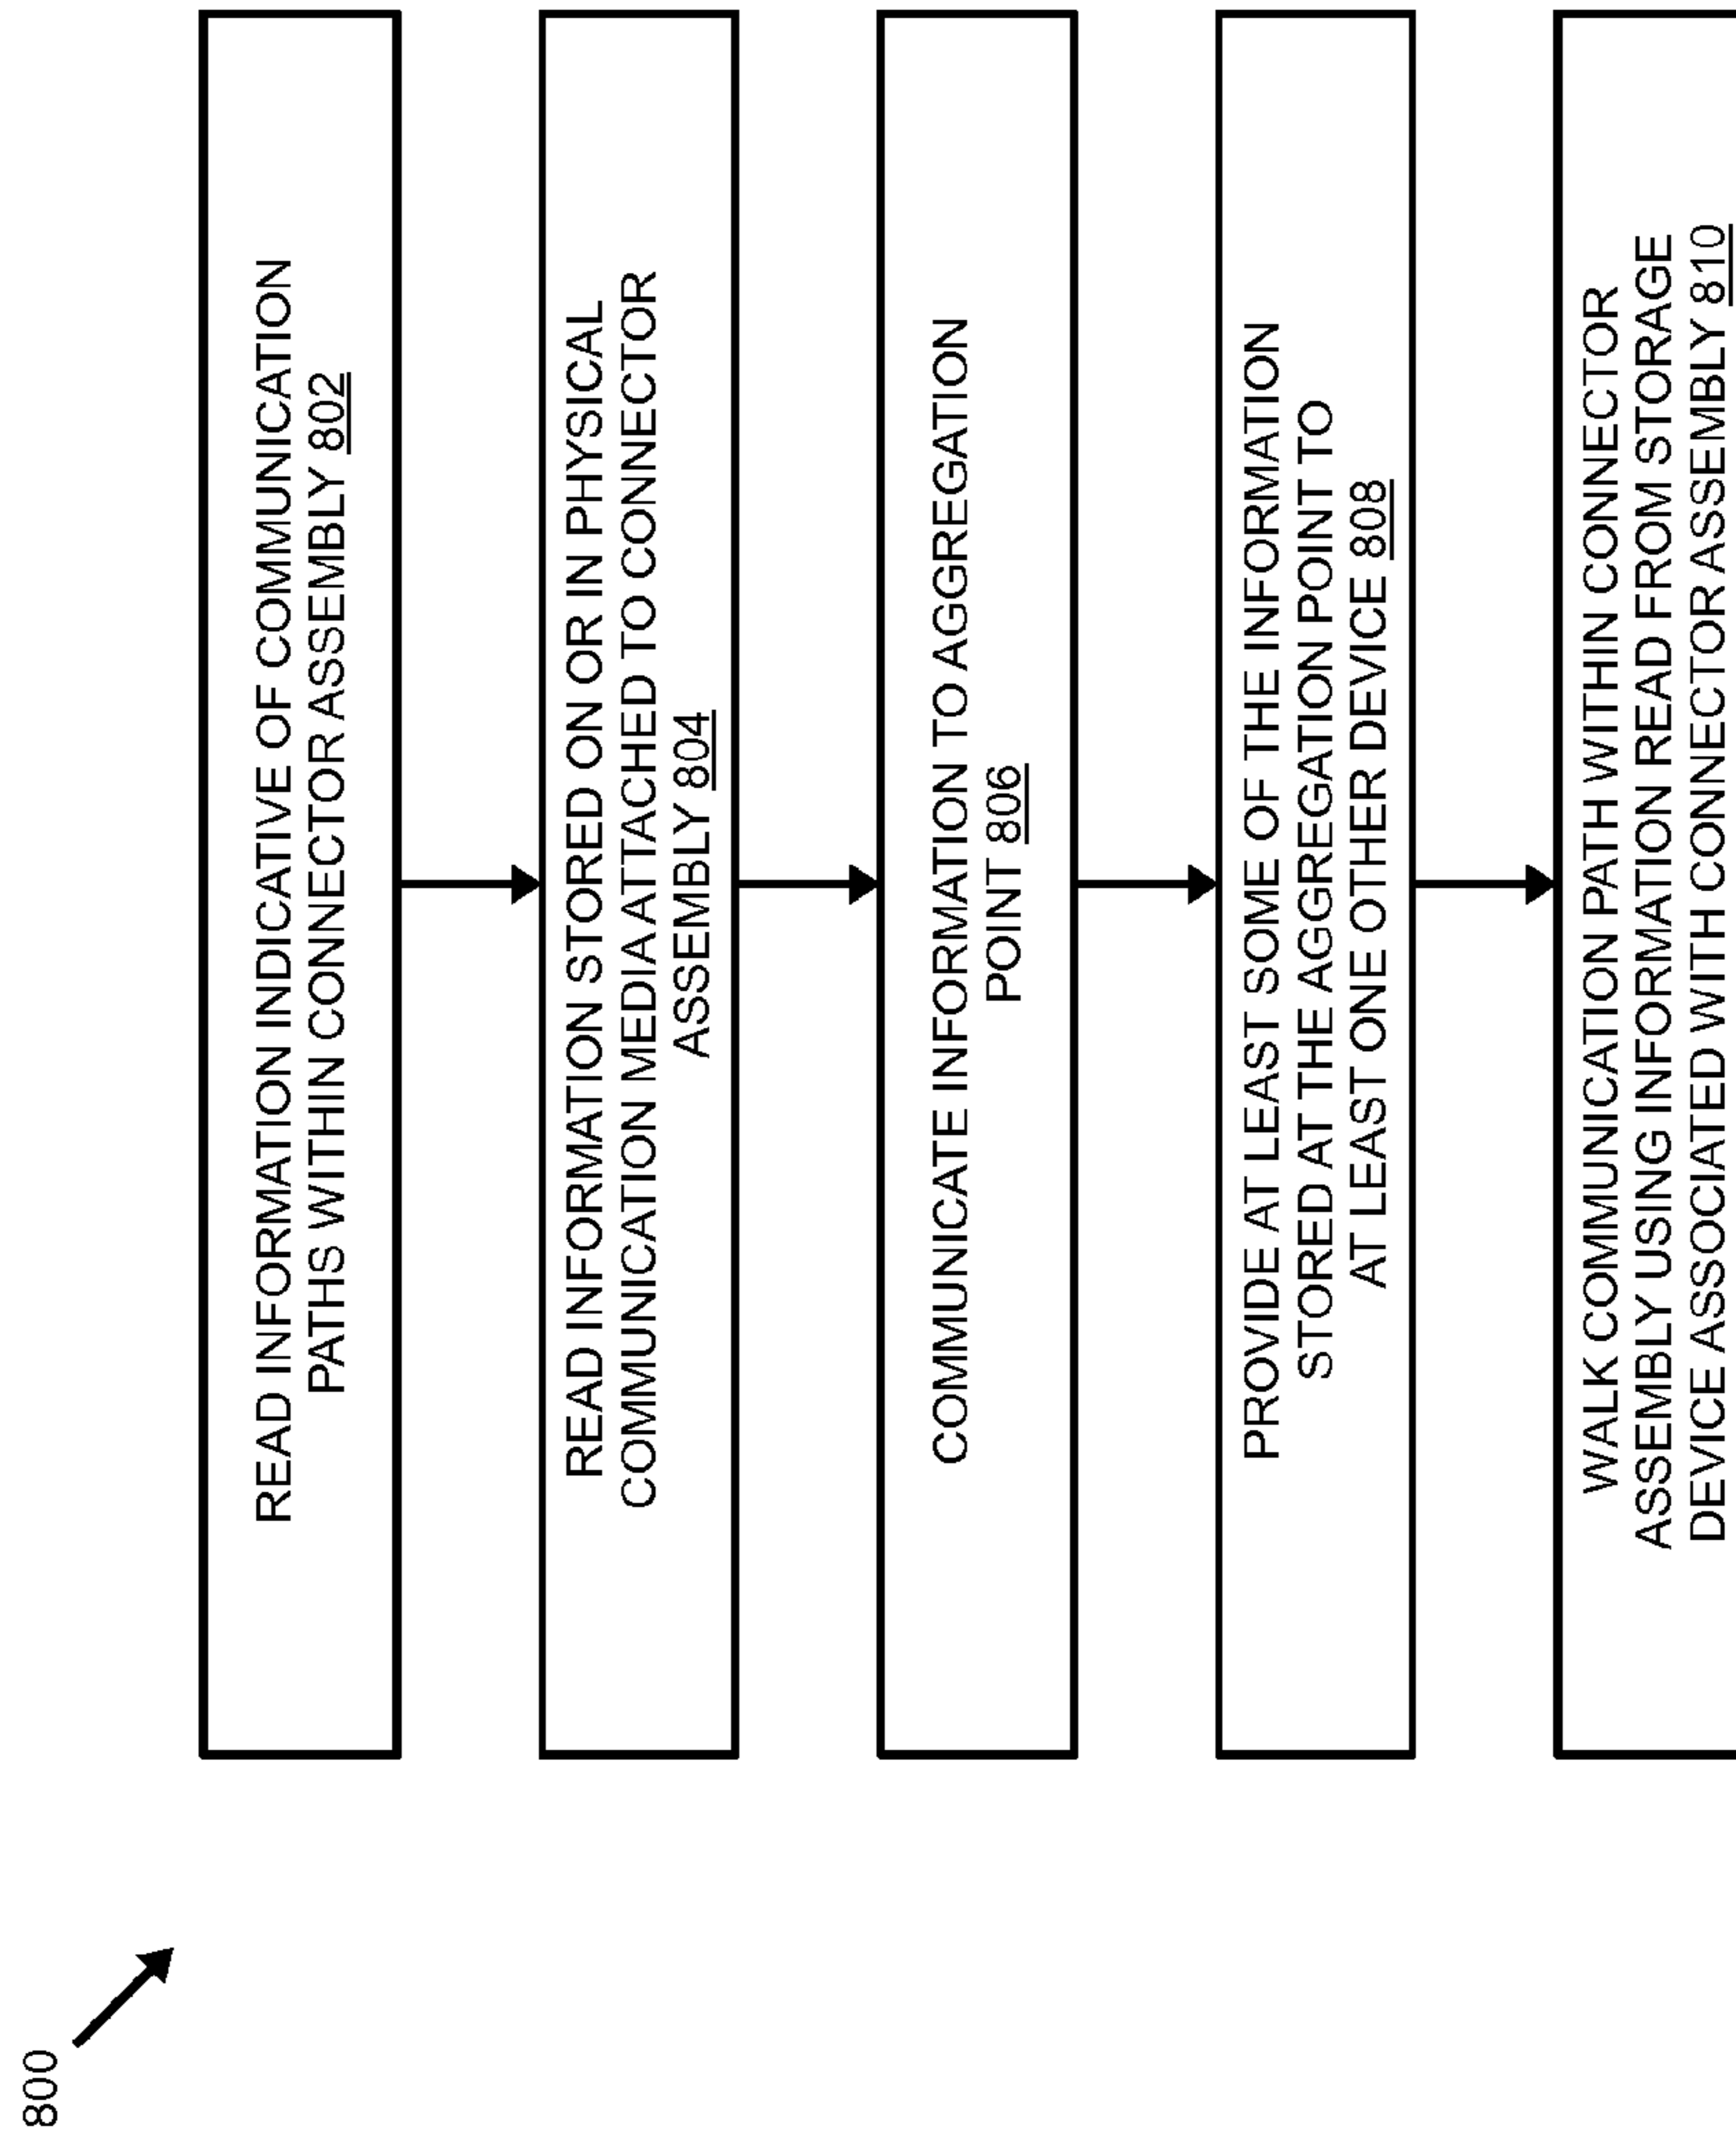 800
READ INFORMATION INDICATIVE OF COMMUNICATION
PATHS WITHIN CONNECTOR ASSEMBLY 802
READ INFORMATION STORED ON OR IN PHYSICAL
COMMUNICATION MEDIA ATTACHED TO CONNECTOR
ASSEMBLY 804
COMMUNICATE INFORMATION TO AGGREGATION
POINT 806
PROVIDE AT LEAST SOME OF THE INFORMATION
STORED AT THE AGGREGATION POINT TO
AT LEAST ONE OTHER DEVICE 808
WALK COMMUNICATION PATH WITHIN CONNECTOR
ASSEMBLY USING INFORMATION READ FROM STORAGE
DEVICE ASSOCIATED WITH CONNECTOR ASSEMBLY 810